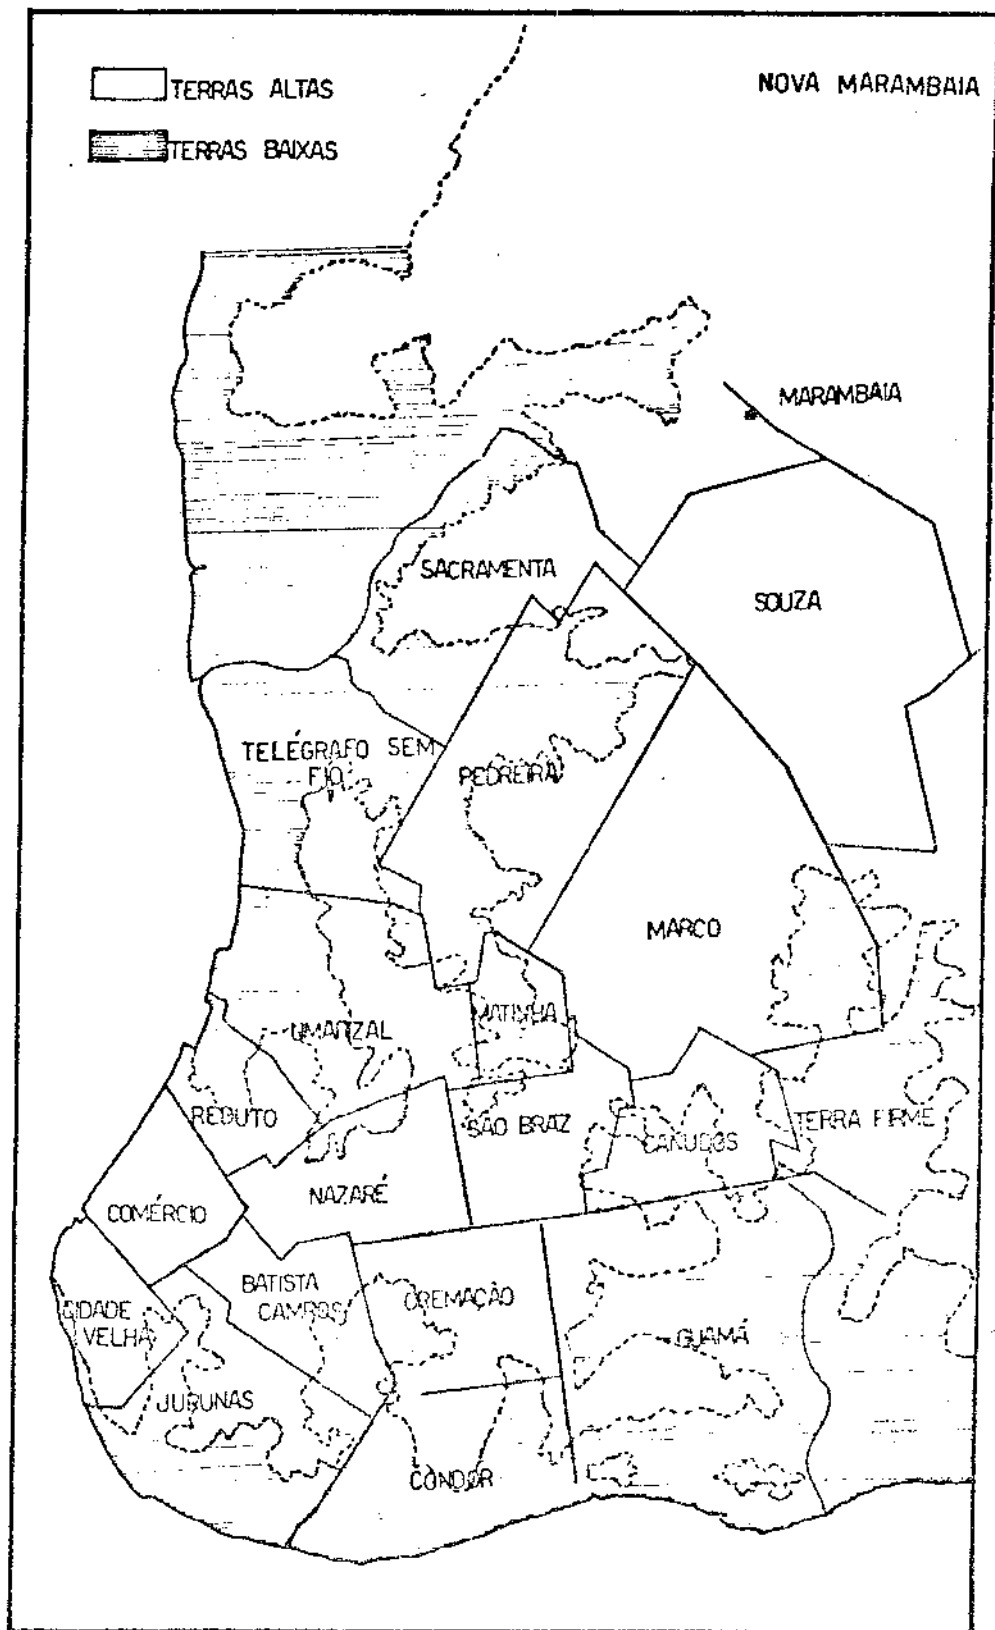 TERRAS ALTAS
NOVA MARAMBAIA
TERRAS BAIXAS
MARAMBAIA
SACRAMENTA
SOUZA
TELÉGRAFO SEM
FIO
PEDREIRA
MARCO
MATINHA
UMARIZAL
REDUTO
SÃO BRAZ
CANUDOS
TERRA FIRME
NAZARÉ
COMÉRCIO
BATISTA
CAMPOS
CREMAÇÃO
CIDADE
VELHA
GUAMÁ
JURUNAS
CONDOR